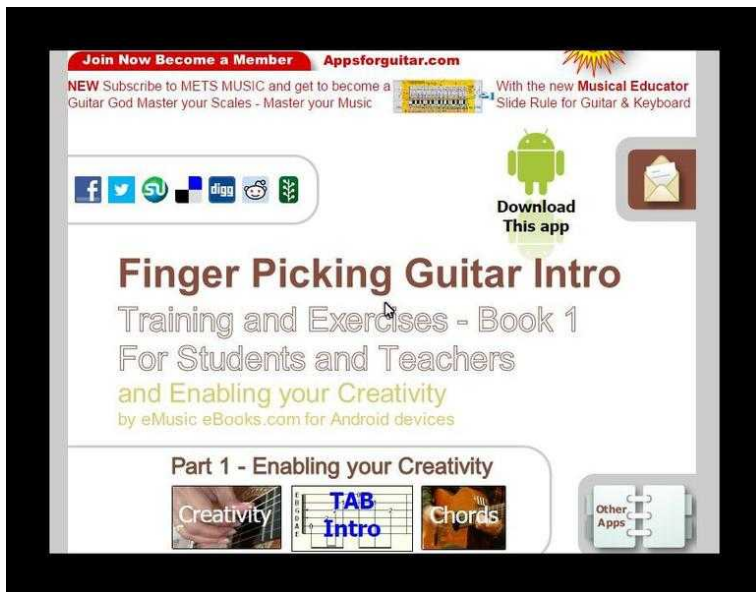 Join Now Become a Member Appsforguitar.com
NEW Subscribe to METS MUSIC and get to become a
Guitar God Master your Scales - Master your Music
With the new Musical Educator
Slide Rule for Guitar & Keyboard
digg
Download
This app
Finger Picking Guitar Intro
Training and Exercises - Book 1
For Students and Teachers
and Enabling your Creativity
by eMusic eBooks.com for Android devices
Part 1 - Enabling your Creativity
Creativity
TAB
Intro
Chords
Other
Apps